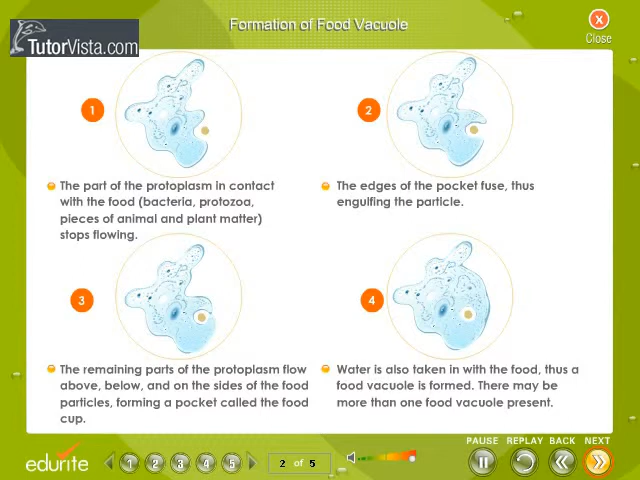 Formation of Food Vacuole
X
Close
TutorVista.com
1
The part of the protoplasm in contact
with the food (bacteria, protozoa,
pieces of animal and plant matter)
stops flowing.
2
The edges of the pocket fuse, thus
engulfing the particle.
3
The remaining parts of the protoplasm flow
above, below, and on the sides of the food
particles, forming a pocket called the food
cup.
4
Water is also taken in with the food, thus a
food vacuole is formed. There may be
more than one food vacuole present.
edurite
1 2 3 4 5
2 of 5
PAUSE REPLAY BACK NEXT